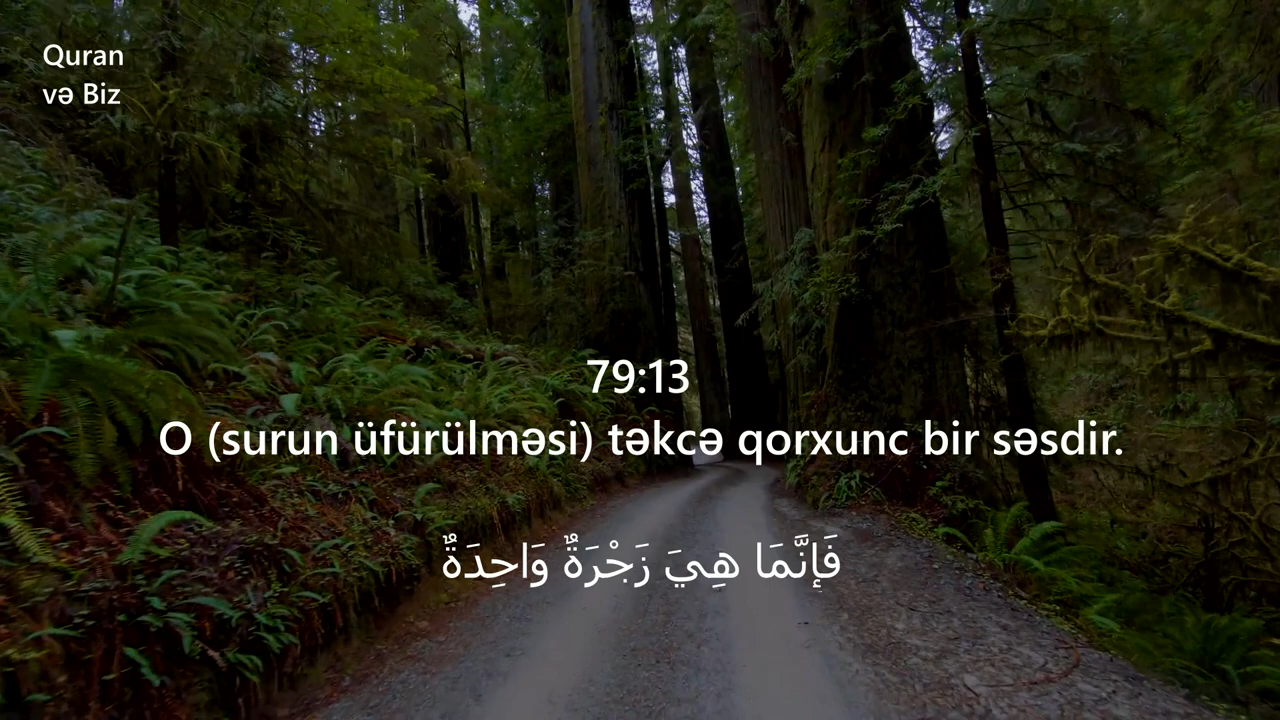 Quran
və Biz
79:13
O (surun üfürülməsi) təkcə qorxunc bir səsdir.
فَإِنَّمَا هِيَ زَجْرَةٌ وَاحِدَةٌ